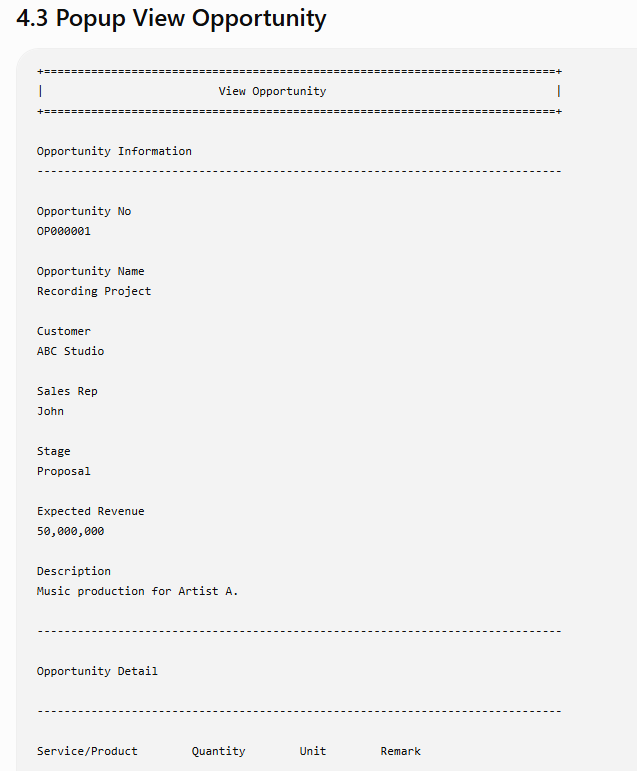 4.3 Popup View Opportunity
+============================================================================+
| View Opportunity |
+============================================================================+
Opportunity Information
------------------------------------------------------------------------------
Opportunity No
OP000001
Opportunity Name
Recording Project
Customer
ABC Studio
Sales Rep
John
Stage
Proposal
Expected Revenue
50,000,000
Description
Music production for Artist A.
------------------------------------------------------------------------------
Opportunity Detail
------------------------------------------------------------------------------
Service/Product Quantity Unit Remark